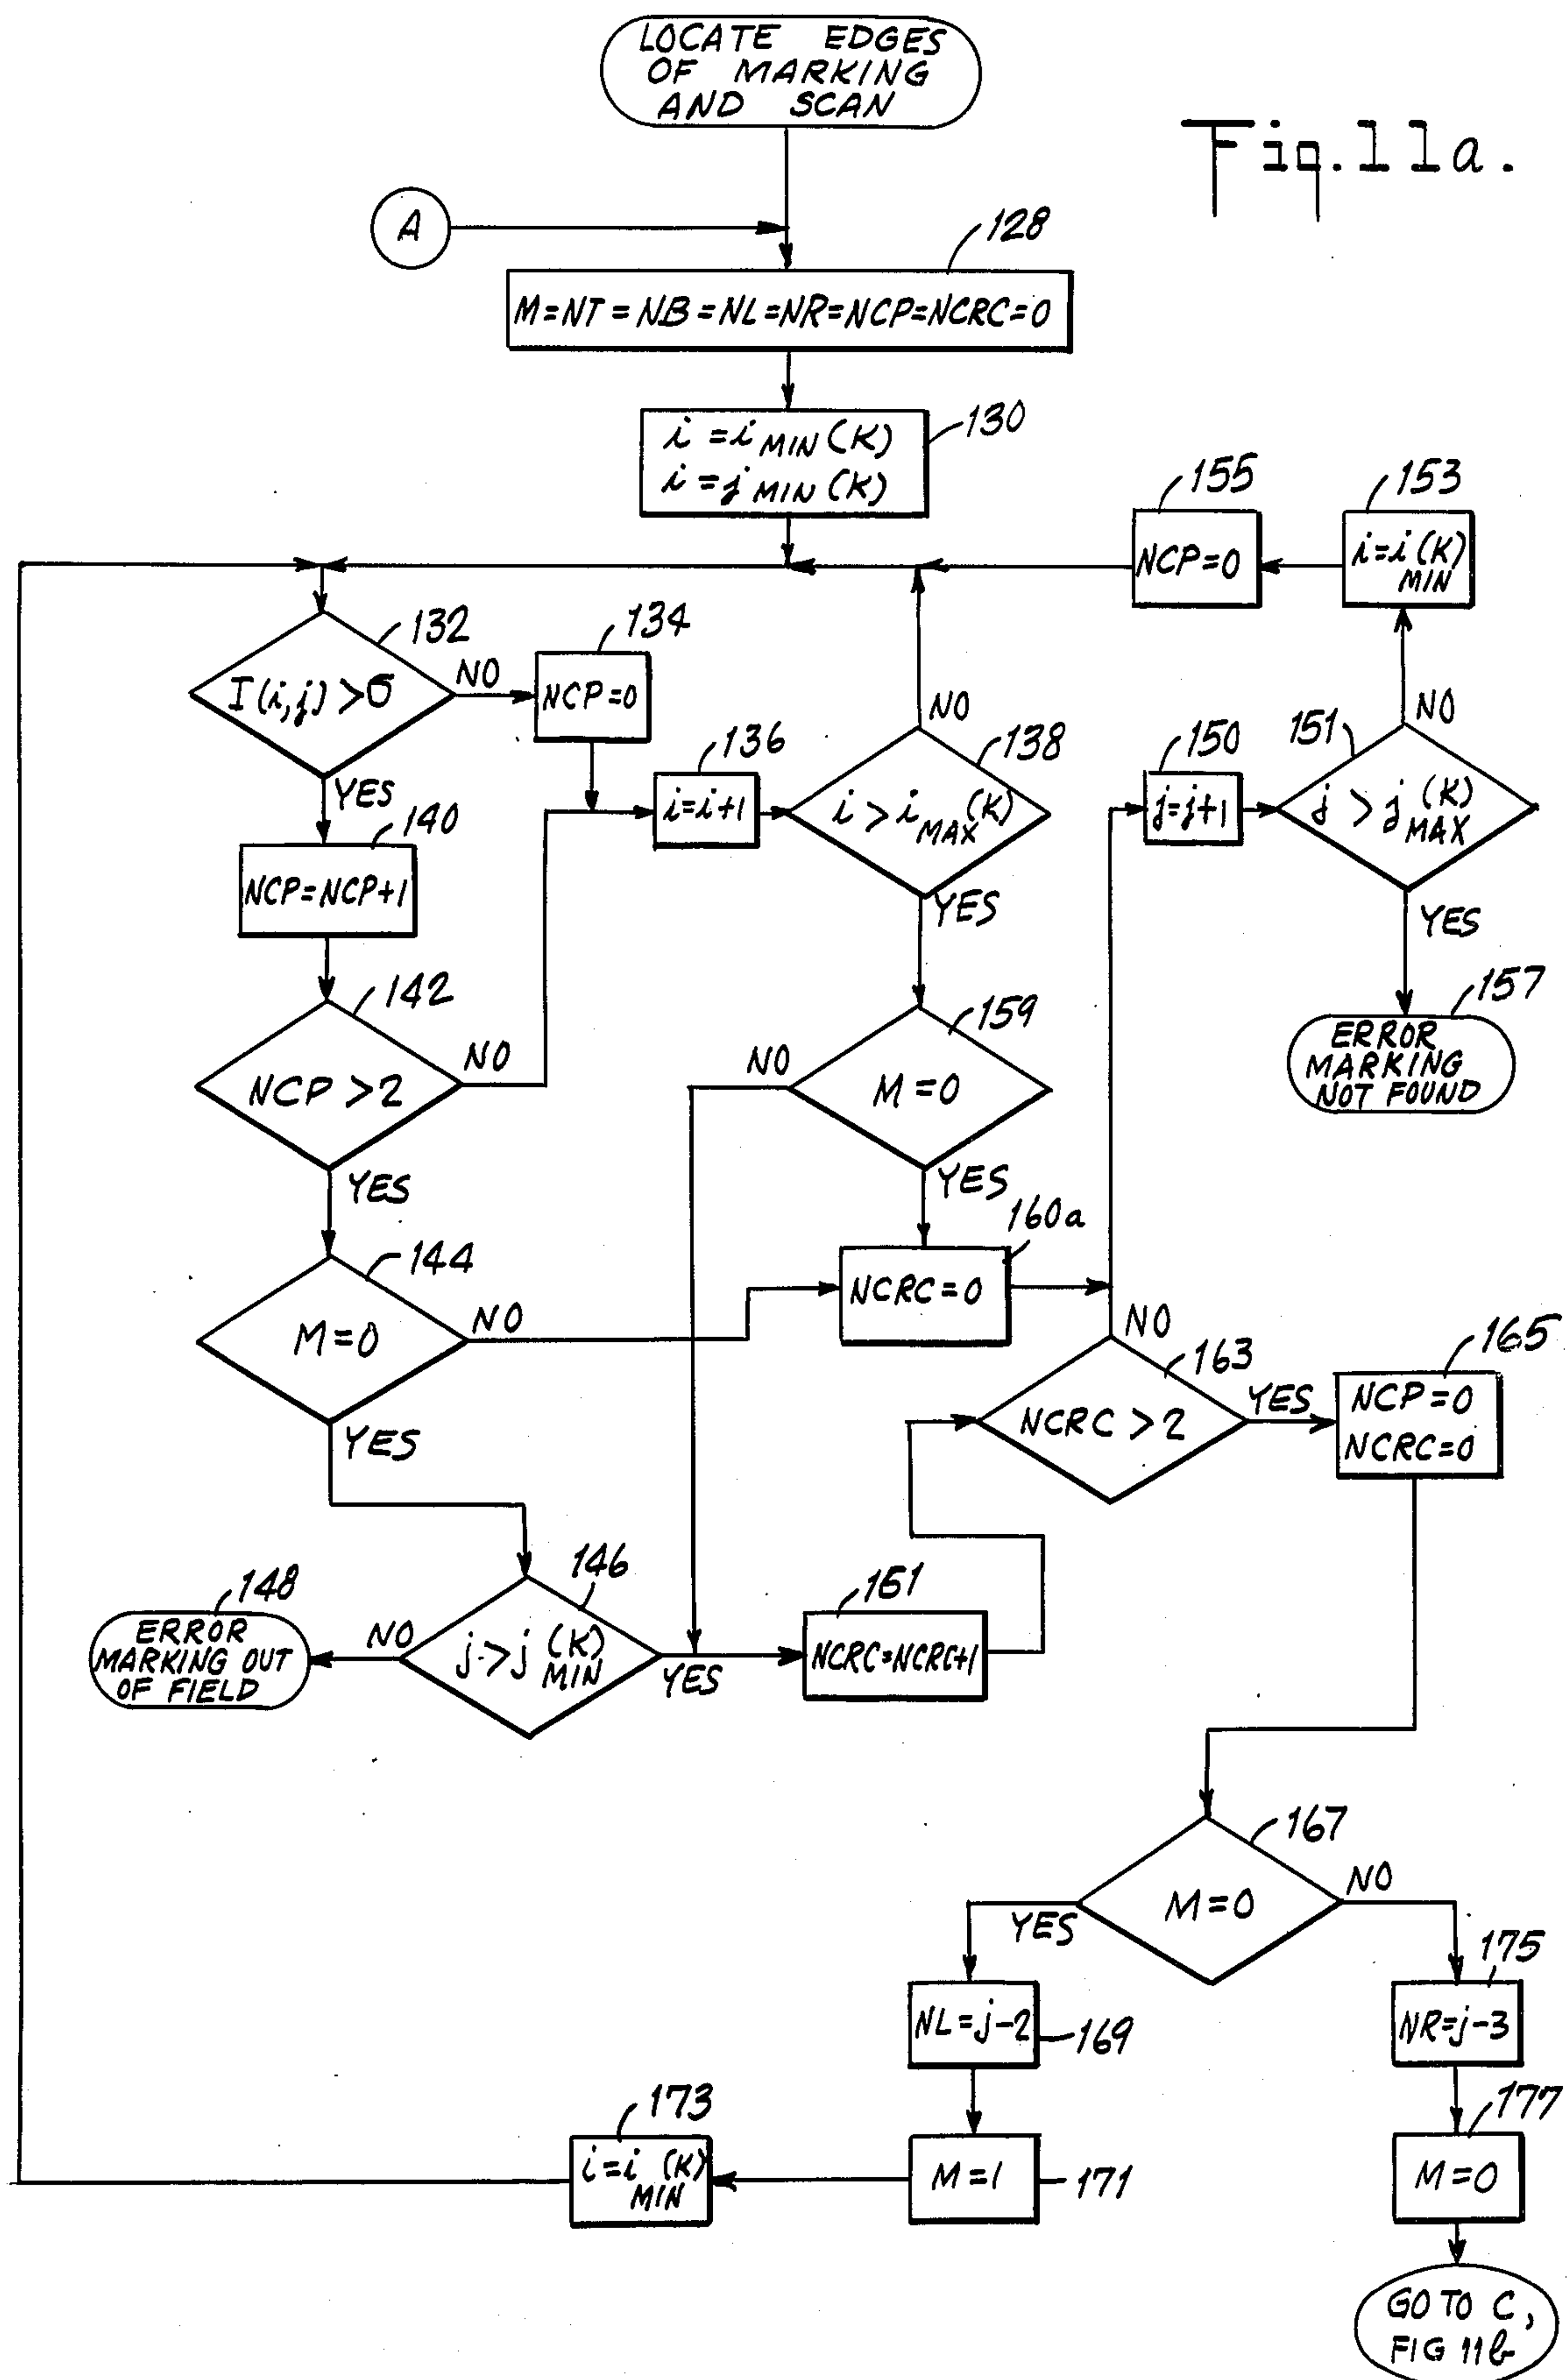 LOCATE EDGES
OF MARKING
AND SCAN
Fig.11a.
A
128
M=NT=NB=NL=NR=NCP=NCRC=0
130
i=iMIN(K)
i=jMIN(K)
155
NCP=0
153
i=i(K)
MIN
132
I(i,j)>σ
NO
YES
134
NCP=0
136
i=i+1
138
i>iMAX(K)
NO
YES
150
j=j+1
151
j>j(K)
MAX
NO
YES
157
ERROR
MARKING
NOT FOUND
140
NCP=NCP+1
142
NCP>2
NO
YES
159
M=0
NO
YES
160a
NCRC=0
144
M=0
NO
YES
163
NCRC>2
NO
YES
165
NCP=0
NCRC=0
146
j>j(K)
MIN
NO
YES
148
ERROR
MARKING OUT
OF FIELD
161
NCRC=NCRC+1
167
M=0
YES
NO
169
NL=j-2
175
NR=j-3
173
i=i(K)
MIN
171
M=1
177
M=0
GO TO C,
FIG 11b